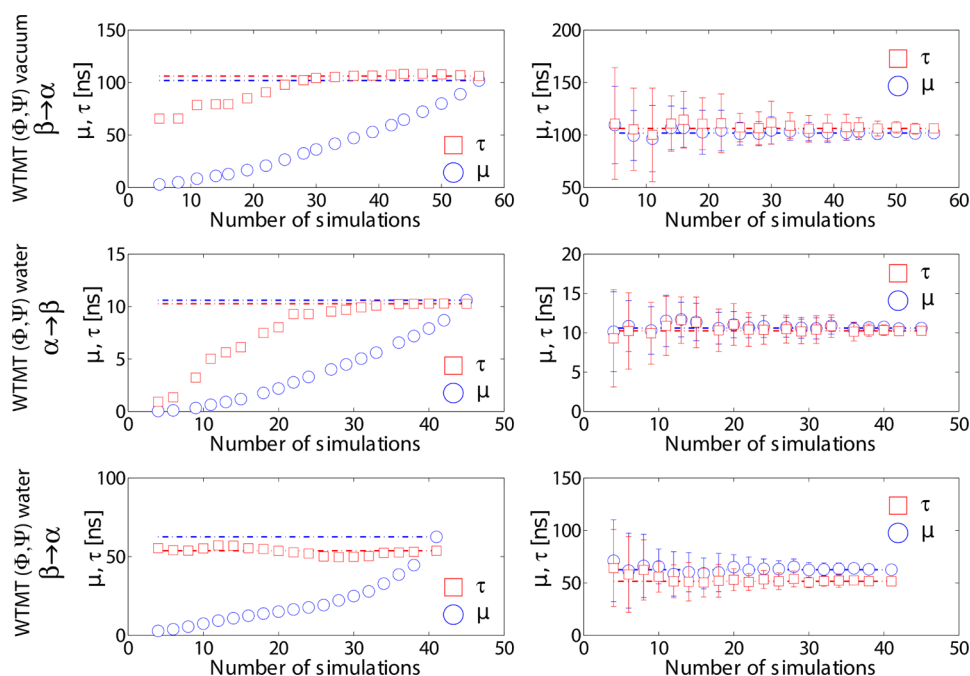 WTMT (Φ,Ψ) vacuum
β→α
μ, τ [ns]
150
100
50
0
0 10 20 30 40 50 60
Number of simulations
τ
μ
μ, τ [ns]
200
150
100
50
0 10 20 30 40 50 60
Number of simulations
τ
μ
WTMT (Φ,Ψ) water
α→β
μ, τ [ns]
15
10
5
0
0 10 20 30 40 50
Number of simulations
τ
μ
μ, τ [ns]
20
15
10
5
0
0 10 20 30 40 50
Number of simulations
τ
μ
WTMT (Φ,Ψ) water
β→α
μ, τ [ns]
100
50
0
0 10 20 30 40 50
Number of simulations
τ
μ
μ, τ [ns]
150
100
50
0
0 10 20 30 40 50
Number of simulations
τ
μ